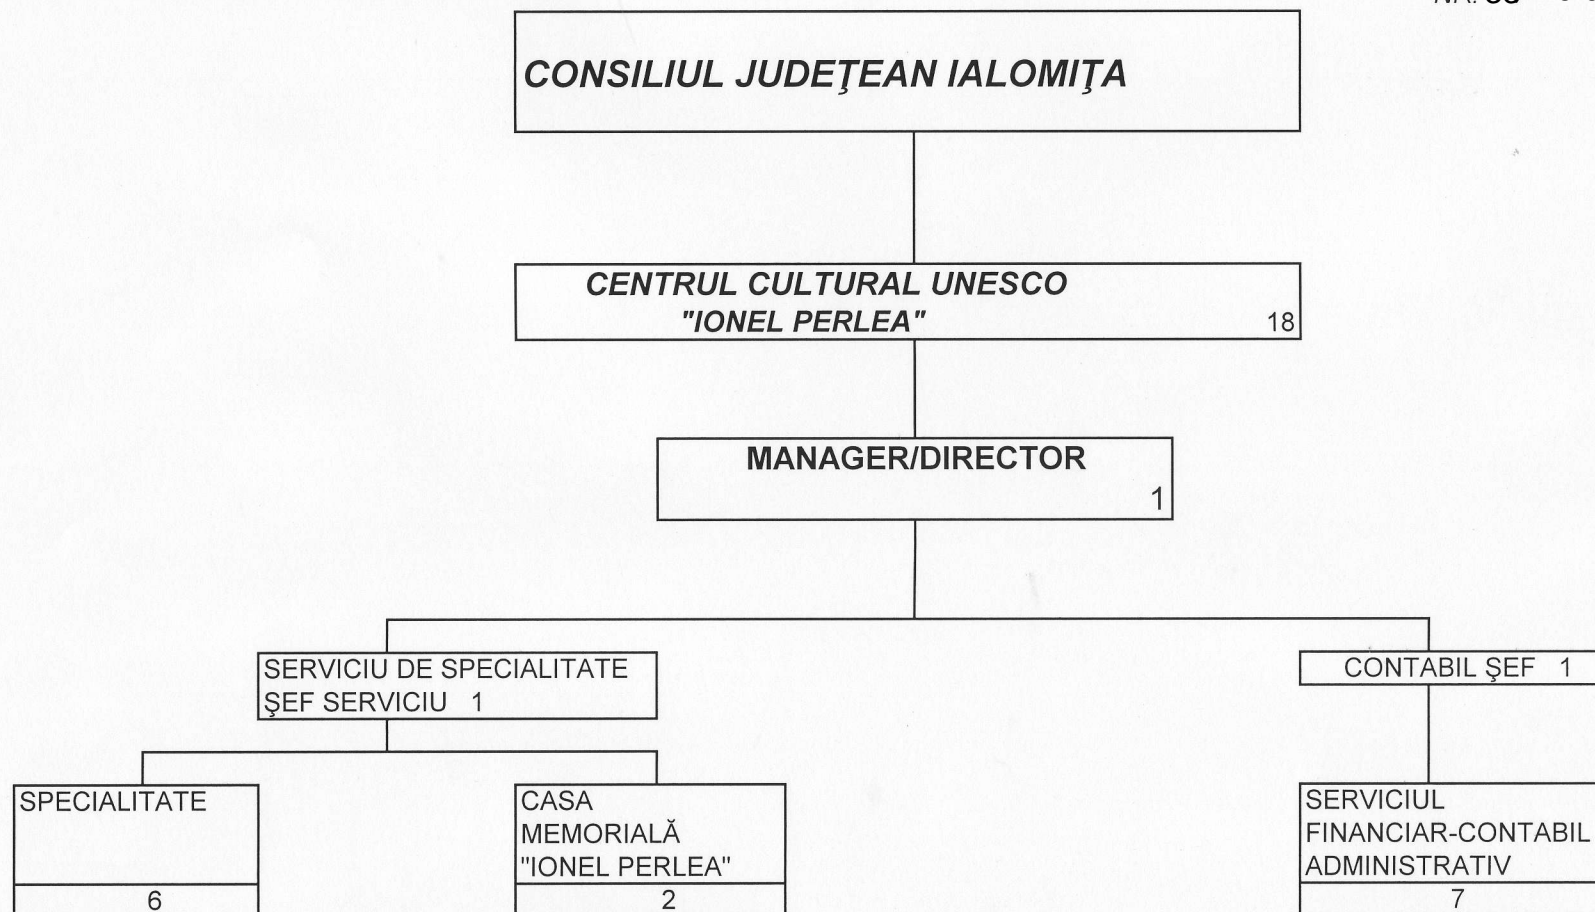 CONSILIUL JUDEŢEAN IALOMIŢA
CENTRUL CULTURAL UNESCO
"IONEL PERLEA"
18
MANAGER/DIRECTOR
1
SERVICIU DE SPECIALITATE
ŞEF SERVICIU 1
CONTABIL ŞEF 1
SPECIALITATE
6
CASA
MEMORIALĂ
"IONEL PERLEA"
2
SERVICIUL
FINANCIAR-CONTABIL
ADMINISTRATIV
7